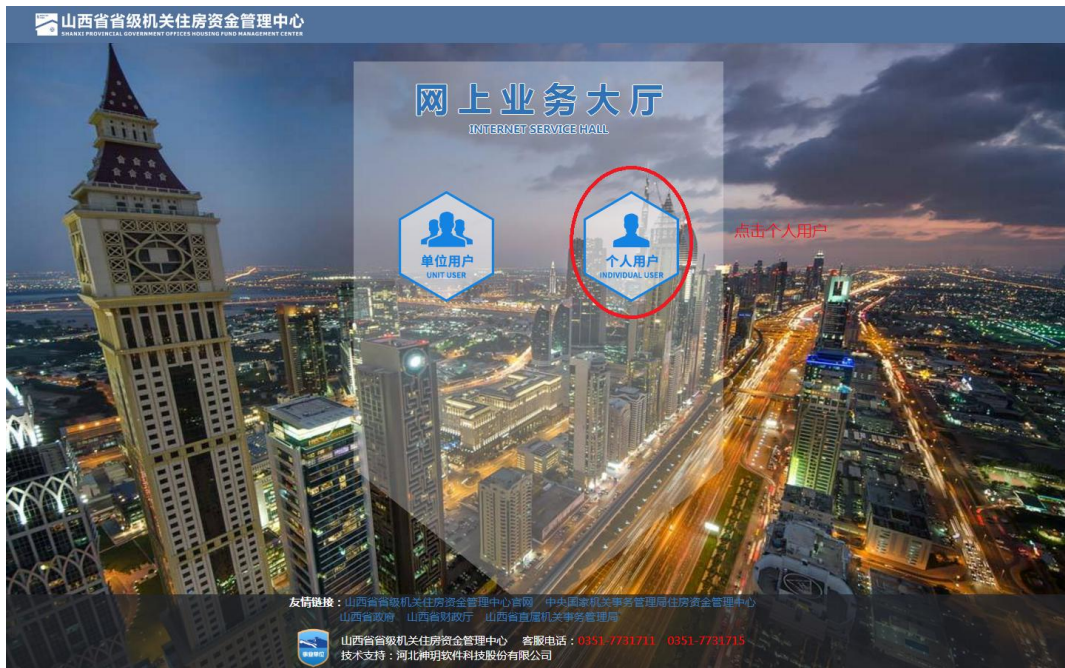 山西省省级机关住房资金管理中心
SHANXI PROVINCIAL GOVERNMENT OFFICES HOUSING FUND MANAGEMENT CENTER
网上业务大厅
INTERNET SERVICE HALL
单位用户
UNIT USER
个人用户
INDIVIDUAL USER
点击个人用户
友情链接：山西省省级机关住房资金管理中心官网 中央国家机关事务管理局住房资金管理中心
山西省政府 山西省财政厅 山西省直属机关事务管理局
山西省省级机关住房资金管理中心 客服电话：0351-7731711 0351-7731715
事业单位
技术支持：河北神玥软件科技股份有限公司